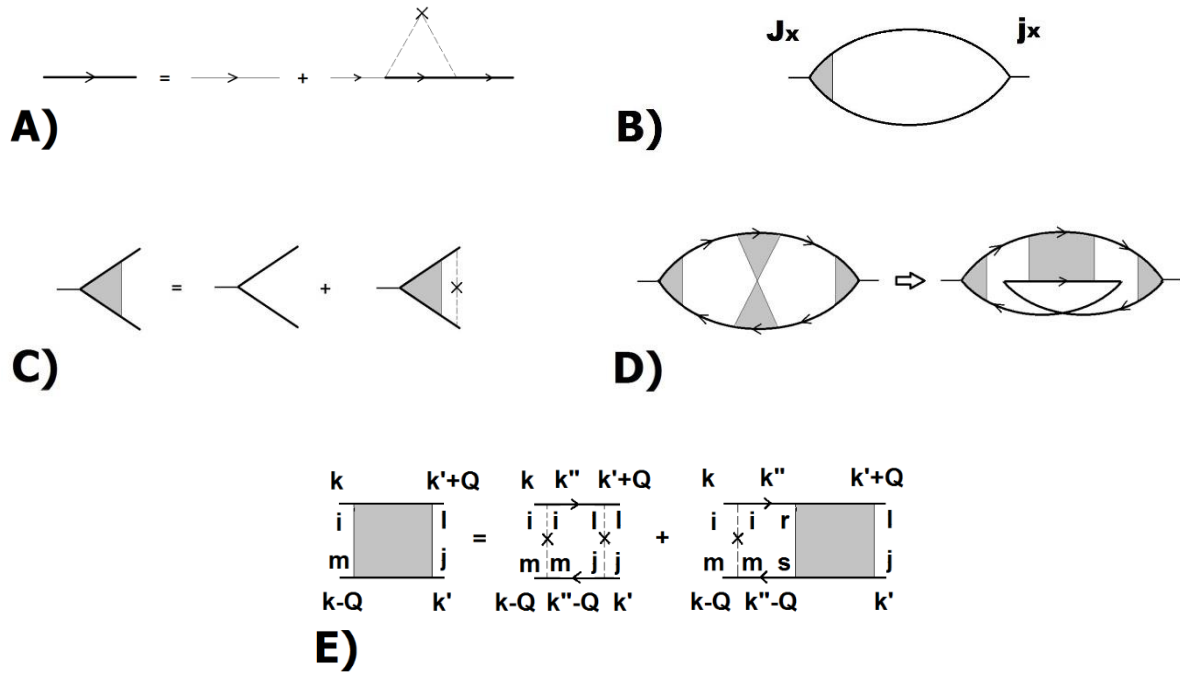 =
+
A)
Jx
jx
B)
=
+
C)
D)
k
k'+Q
k
k''
k'+Q
k
k''
k'+Q
i
l
i
i
l
l
i
i
r
l
=
+
m
j
m
m
j
j
m
m
s
j
k-Q
k'
k-Q
k''-Q
k'
k-Q
k''-Q
k'
E)